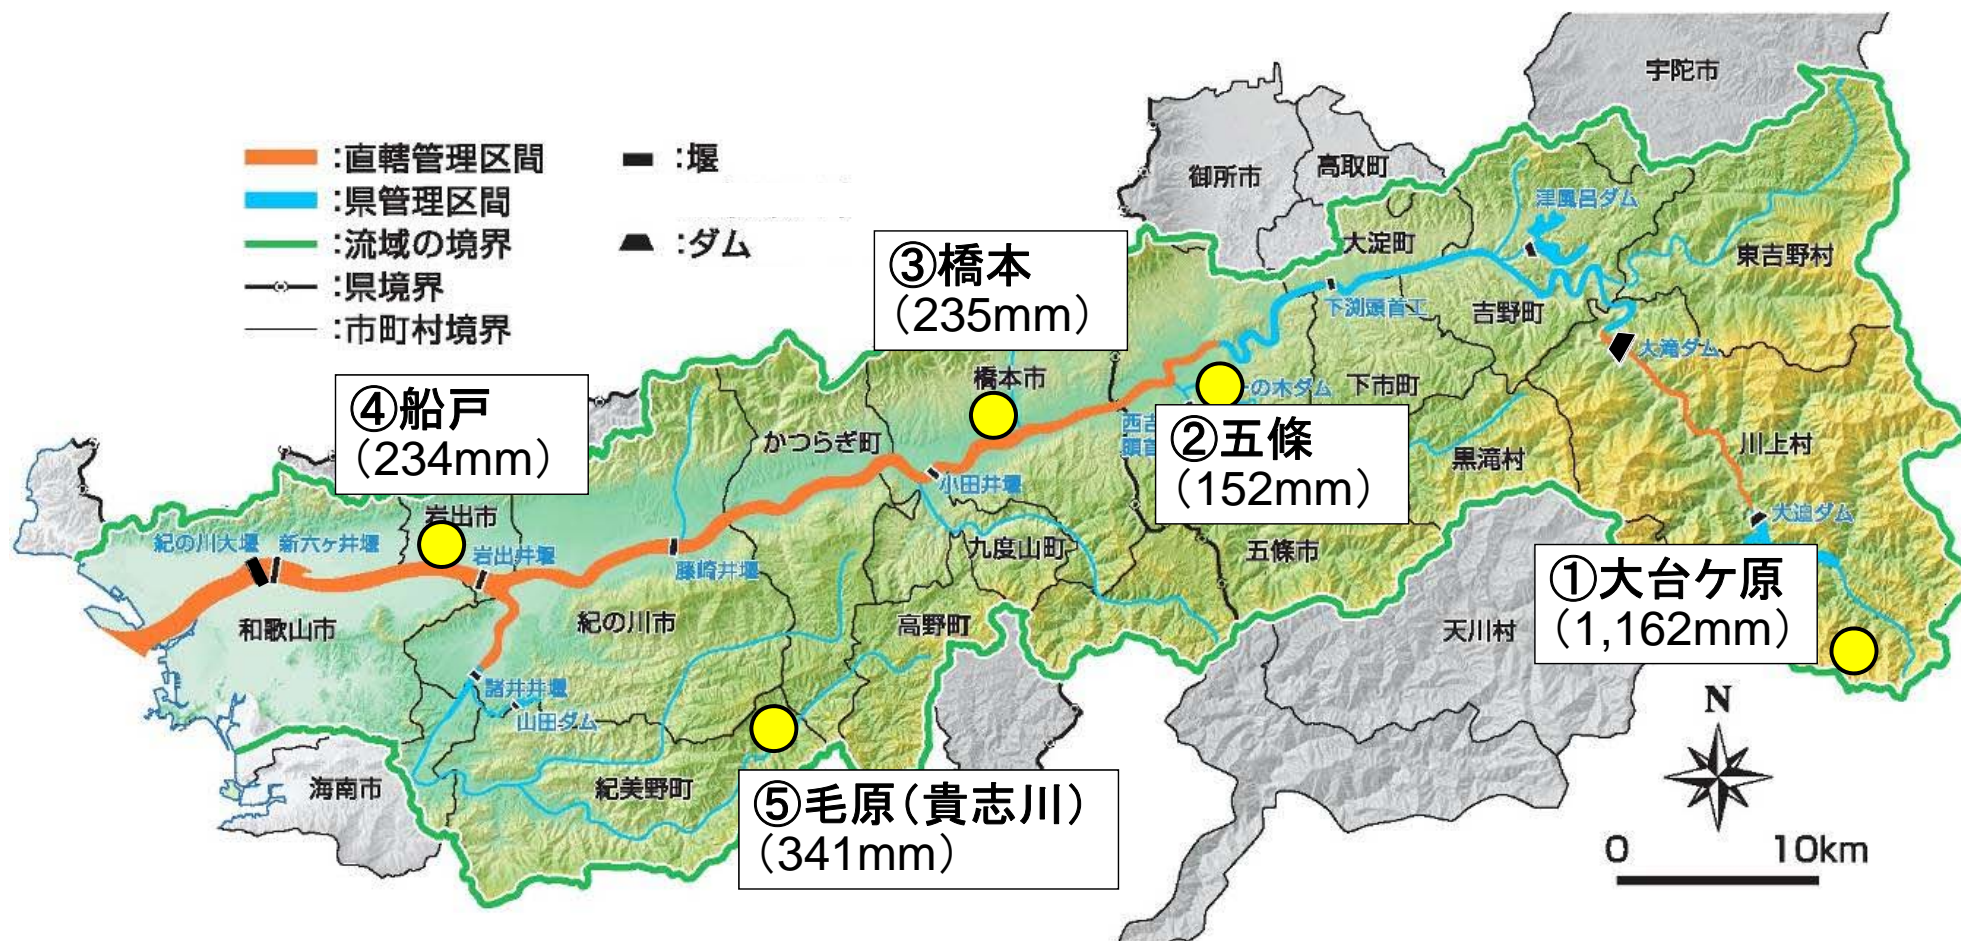 :直轄管理区間
:県管理区間
:流域の境界
:県境界
:市町村境界
:堰
:ダム
宇陀市
御所市
高取町
津風呂ダム
大淀町
東吉野村
③橋本
(235mm)
下渕頭首工
吉野町
大滝ダム
橋本市
一の木ダム
下市町
④船戸
(234mm)
かつらぎ町
②五條
(152mm)
黒滝村
川上村
小田井堰
大迫ダム
岩出市
紀の川大堰
新六ヶ井堰
岩出井堰
藤崎井堰
九度山町
五條市
①大台ケ原
(1,162mm)
和歌山市
紀の川市
高野町
天川村
諸井井堰
山田ダム
海南市
紀美野町
⑤毛原(貴志川)
(341mm)
N
0 10km